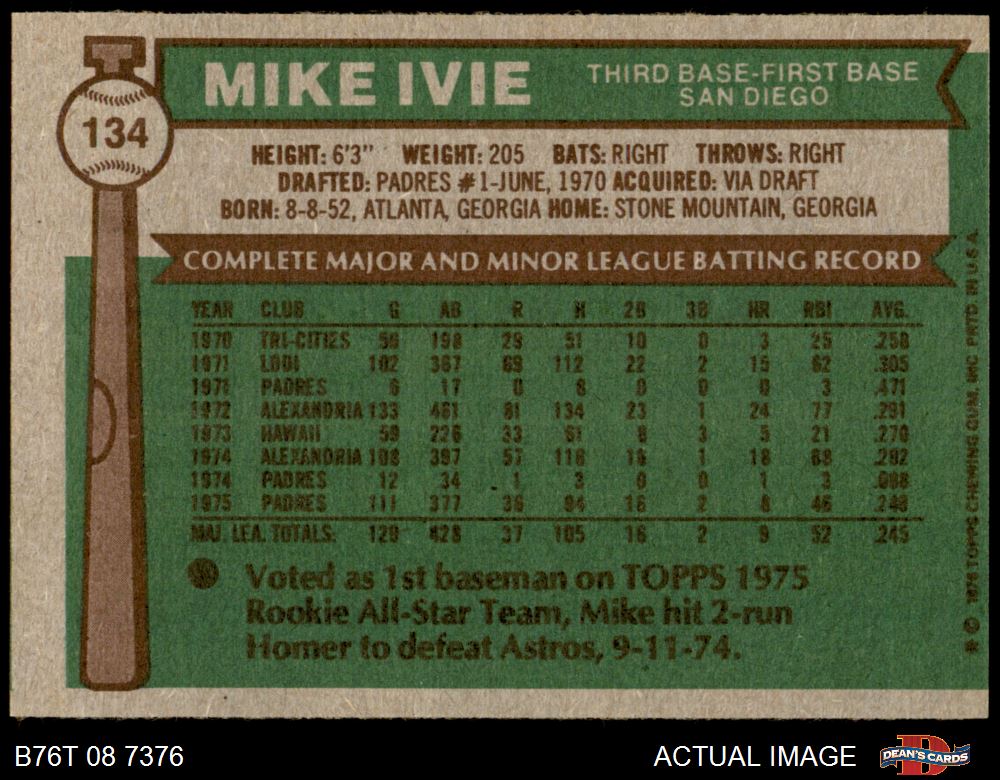 MIKE IVIE
THIRD BASE-FIRST BASE
SAN DIEGO
134
HEIGHT: 6'3" WEIGHT: 205 BATS: RIGHT THROWS: RIGHT
DRAFTED: PADRES #1-JUNE, 1970 ACQUIRED: VIA DRAFT
BORN: 8-8-52, ATLANTA, GEORGIA HOME: STONE MOUNTAIN, GEORGIA
COMPLETE MAJOR AND MINOR LEAGUE BATTING RECORD
YEAR CLUB G AB R H 2B 3B HR RBI AVG.
1970 TRI-CITIES 198 29 51 10 0 3 25 .258
1971 LODI 102 367 69 112 22 2 15 62 .305
1971 PADRES 6 17 0 8 0 0 0 3 .471
1972 ALEXANDRIA 133 461 81 134 23 1 24 77 .291
1973 HAWAII 59 226 33 61 8 3 5 21 .270
1974 ALEXANDRIA 108 397 57 116 1 18 68 .292
1974 PADRES 12 34 1 3 0 0 1 3 .088
1975 PADRES 111 377 36 94 16 2 8 46 .249
MAJ. LEA. TOTALS: 428 37 105 16 2 9 52 .245
Voted as 1st baseman on TOPPS 1975
Rookie All-Star Team, Mike hit 2-run
Homer to defeat Astros, 9-11-74.
© 1976 TOPPS CHEWING GUM, INC. PRTD. IN U.S.A.
B76T 08 7376
ACTUAL IMAGE
DEAN'S CARDS